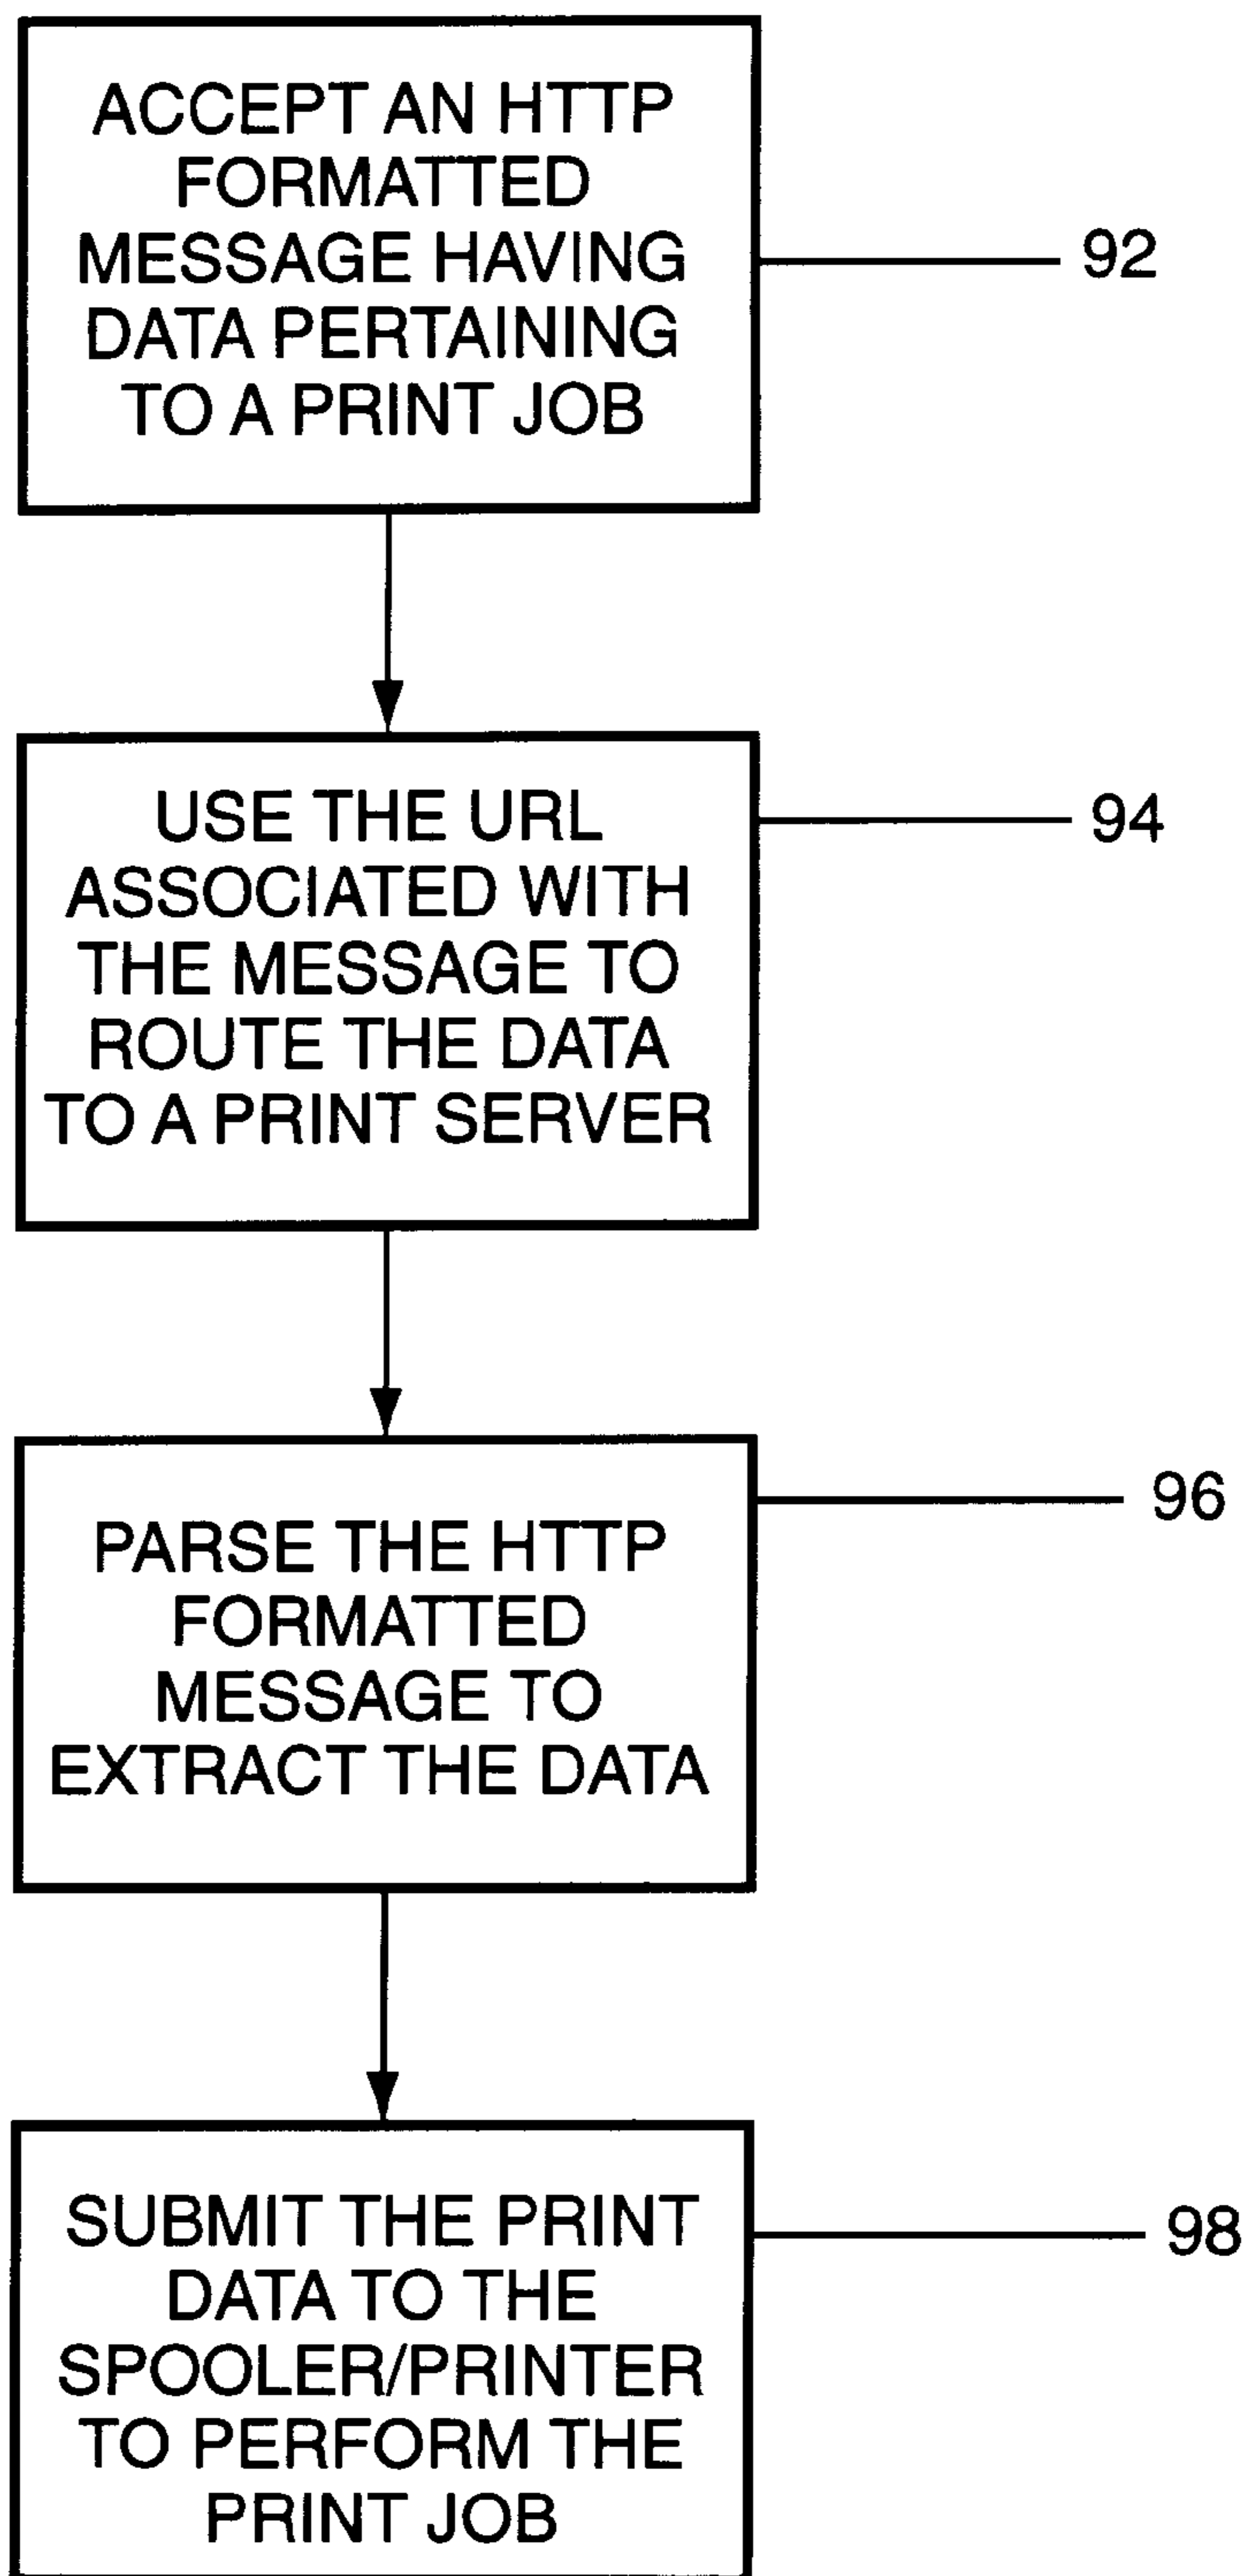 ACCEPT AN HTTP
FORMATTED
MESSAGE HAVING
DATA PERTAINING
TO A PRINT JOB
92
USE THE URL
ASSOCIATED WITH
THE MESSAGE TO
ROUTE THE DATA
TO A PRINT SERVER
94
PARSE THE HTTP
FORMATTED
MESSAGE TO
EXTRACT THE DATA
96
SUBMIT THE PRINT
DATA TO THE
SPOOLER/PRINTER
TO PERFORM THE
PRINT JOB
98